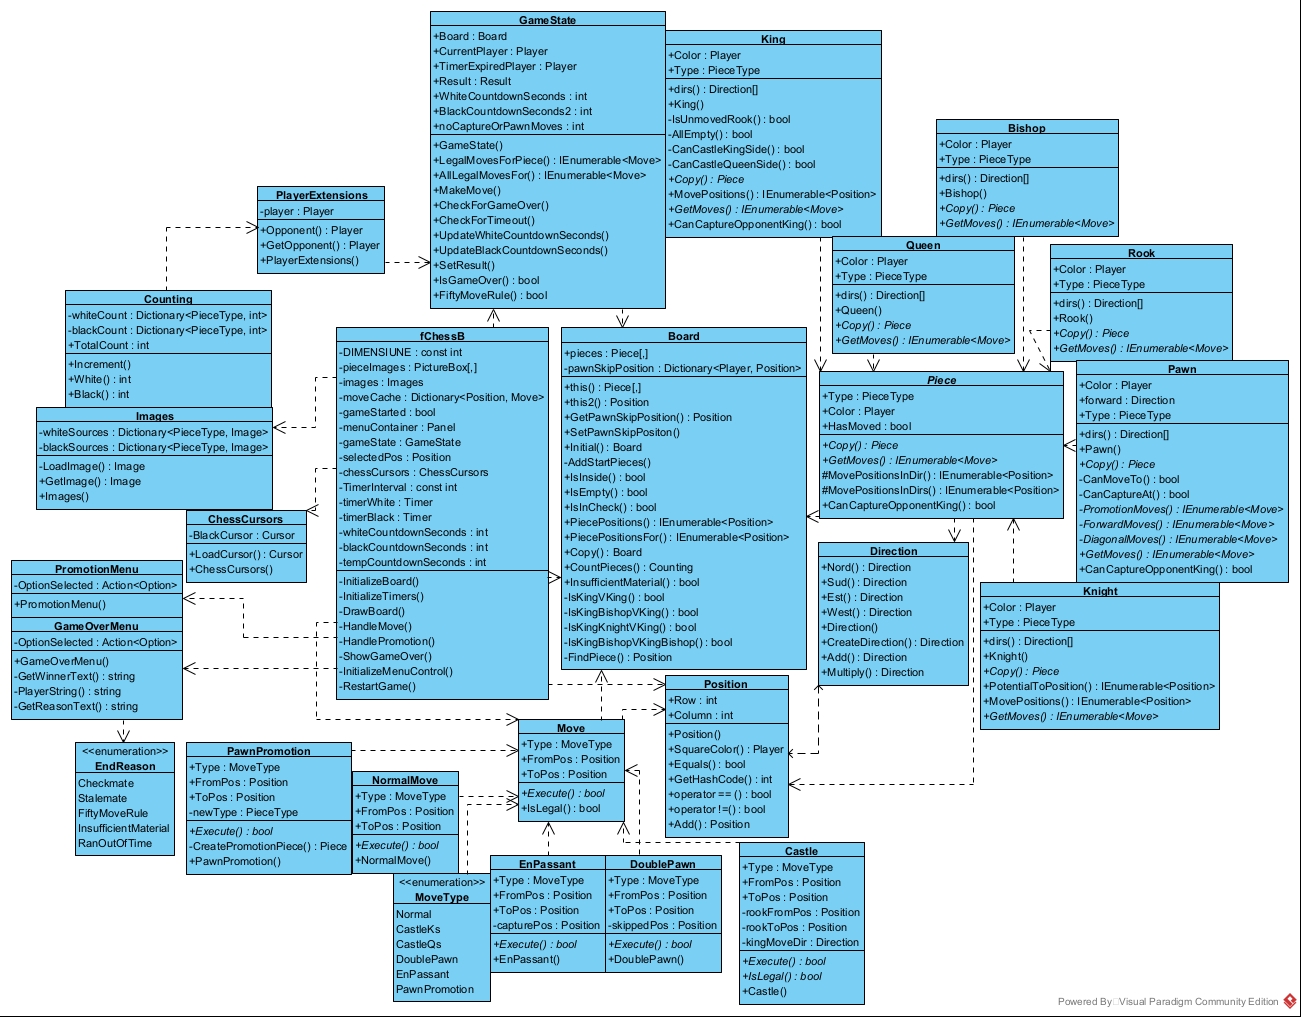 GameState
+Board : Board
+CurrentPlayer : Player
+TimerExpiredPlayer : Player
+Result : Result
+WhiteCountdownSeconds : int
+BlackCountdownSeconds2 : int
+noCaptureOrPawnMoves : int
+GameState()
+LegalMovesForPiece() : IEnumerable<Move>
+AllLegalMovesFor() : IEnumerable<Move>
+MakeMove()
+CheckForGameOver()
+CheckForTimeout()
+UpdateWhiteCountdownSeconds()
+UpdateBlackCountdownSeconds()
+SetResult()
+IsGameOver() : bool
+FiftyMoveRule() : bool
King
+Color : Player
+Type : PieceType
+dirs() : Direction[]
+King()
-IsUnmovedRook() : bool
-AllEmpty() : bool
-CanCastleKingSide() : bool
-CanCastleQueenSide() : bool
+Copy() : Piece
+MovePositions() : IEnumerable<Position>
+GetMoves() : IEnumerable<Move>
+CanCaptureOpponentKing() : bool
Bishop
+Color : Player
+Type : PieceType
+dirs() : Direction[]
+Bishop()
+Copy() : Piece
+GetMoves() : IEnumerable<Move>
PlayerExtensions
-player : Player
+Opponent() : Player
+GetOpponent() : Player
+PlayerExtensions()
Queen
+Color : Player
+Type : PieceType
+dirs() : Direction[]
+Queen()
+Copy() : Piece
+GetMoves() : IEnumerable<Move>
Rook
+Color : Player
+Type : PieceType
+dirs() : Direction[]
+Rook()
+Copy() : Piece
+GetMoves() : IEnumerable<Move>
Counting
-whiteCount : Dictionary<PieceType, int>
-blackCount : Dictionary<PieceType, int>
+TotalCount : int
+Increment()
+White() : int
+Black() : int
Images
-whiteSources : Dictionary<PieceType, Image>
-blackSources : Dictionary<PieceType, Image>
-LoadImage() : Image
+GetImage() : Image
+Images()
fChessB
-DIMENSIUNE : const int
-pieceImages : PictureBox[,]
-images : Images
-moveCache : Dictionary<Position, Move>
-gameStarted : bool
-menuContainer : Panel
-gameState : GameState
-selectedPos : Position
-chessCursors : ChessCursors
-TimerInterval : const int
-timerWhite : Timer
-timerBlack : Timer
-whiteCountdownSeconds : int
-blackCountdownSeconds : int
-tempCountdownSeconds : int
-InitializeBoard()
-InitializeTimers()
-DrawBoard()
-HandleMove()
-HandlePromotion()
-ShowGameOver()
-InitializeMenuControl()
-RestartGame()
Board
+pieces : Piece[,]
-pawnSkipPosition : Dictionary<Player, Position>
+this() : Piece[,]
+this2() : Position
+GetPawnSkipPosition() : Position
+SetPawnSkipPositon()
+Initial() : Board
-AddStartPieces()
+IsInside() : bool
+IsEmpty() : bool
+IsInCheck() : bool
+PiecePositions() : IEnumerable<Position>
+PiecePositionsFor() : IEnumerable<Position>
+Copy() : Board
+CountPieces() : Counting
+InsufficientMaterial() : bool
-IsKingVKing() : bool
-IsKingBishopVKing() : bool
-IsKingKnightVKing() : bool
-IsKingBishopVKingBishop() : bool
-FindPiece() : Position
Piece
+Type : PieceType
+Color : Player
+HasMoved : bool
+Copy() : Piece
+GetMoves() : IEnumerable<Move>
#MovePositionsInDir() : IEnumerable<Position>
#MovePositionsInDirs() : IEnumerable<Position>
+CanCaptureOpponentKing() : bool
Pawn
+Color : Player
+forward : Direction
+Type : PieceType
+dirs() : Direction[]
+Pawn()
+Copy() : Piece
-CanMoveTo() : bool
-CanCaptureAt() : bool
-PromotionMoves() : IEnumerable<Move>
-ForwardMoves() : IEnumerable<Move>
-DiagonalMoves() : IEnumerable<Move>
+GetMoves() : IEnumerable<Move>
+CanCaptureOpponentKing() : bool
ChessCursors
-BlackCursor : Cursor
+LoadCursor() : Cursor
+ChessCursors()
PromotionMenu
-OptionSelected : Action<Option>
+PromotionMenu()
GameOverMenu
-OptionSelected : Action<Option>
+GameOverMenu()
-GetWinnerText() : string
-PlayerString() : string
-GetReasonText() : string
Direction
+Nord() : Direction
+Sud() : Direction
+Est() : Direction
+West() : Direction
+Direction()
+CreateDirection() : Direction
+Add() : Direction
+Multiply() : Direction
Knight
+Color : Player
+Type : PieceType
+dirs() : Direction[]
+Knight()
+Copy() : Piece
+PotentialToPosition() : IEnumerable<Position>
+MovePositions() : IEnumerable<Position>
+GetMoves() : IEnumerable<Move>
Position
+Row : int
+Column : int
+Position()
+SquareColor() : Player
+Equals() : bool
+GetHashCode() : int
+operator == () : bool
+operator !=() : bool
+Add() : Position
Move
+Type : MoveType
+FromPos : Position
+ToPos : Position
+Execute() : bool
+IsLegal() : bool
<<enumeration>>
EndReason
Checkmate
Stalemate
FiftyMoveRule
InsufficientMaterial
RanOutOfTime
PawnPromotion
+Type : MoveType
+FromPos : Position
+ToPos : Position
-newType : PieceType
+Execute() : bool
-CreatePromotionPiece() : Piece
+PawnPromotion()
NormalMove
+Type : MoveType
+FromPos : Position
+ToPos : Position
+Execute() : bool
+NormalMove()
<<enumeration>>
MoveType
Normal
CastleKs
CastleQs
DoublePawn
EnPassant
PawnPromotion
EnPassant
+Type : MoveType
+FromPos : Position
+ToPos : Position
-capturePos : Position
+Execute() : bool
+EnPassant()
DoublePawn
+Type : MoveType
+FromPos : Position
+ToPos : Position
-skippedPos : Position
+Execute() : bool
+DoublePawn()
Castle
+Type : MoveType
+FromPos : Position
+ToPos : Position
-rookFromPos : Position
-rookToPos : Position
-kingMoveDir : Direction
+Execute() : bool
+IsLegal() : bool
+Castle()
Powered By Visual Paradigm Community Edition